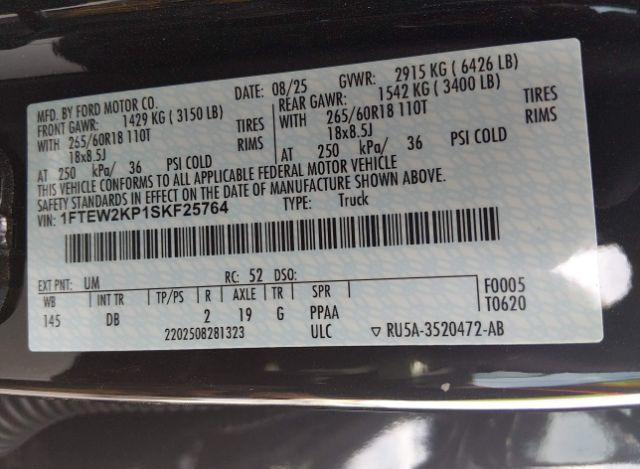 DATE: 08/25 GVWR: 2915 KG ( 6426 LB)
MFD. BY FORD MOTOR CO.
FRONT GAWR: 1429 KG ( 3150 LB) REAR GAWR: 1542 KG ( 3400 LB)
WITH 265/60R18 110T TIRES WITH 265/60R18 110T TIRES
18x8.5J RIMS 18x8.5J RIMS
AT 250 kPa/ 36 PSI COLD AT 250 kPa/ 36 PSI COLD
THIS VEHICLE CONFORMS TO ALL APPLICABLE FEDERAL MOTOR VEHICLE
SAFETY STANDARDS IN EFFECT ON THE DATE OF MANUFACTURE SHOWN ABOVE.
VIN: 1FTEW2KP1SKF25764 TYPE: Truck
EXT PNT: UM RC: 52 DSO:
WB INT TR TP/PS R AXLE TR SPR F0005
145 DB 2 19 G PPAA T0620
2202508281323 ULC ▽ RU5A-3520472-AB